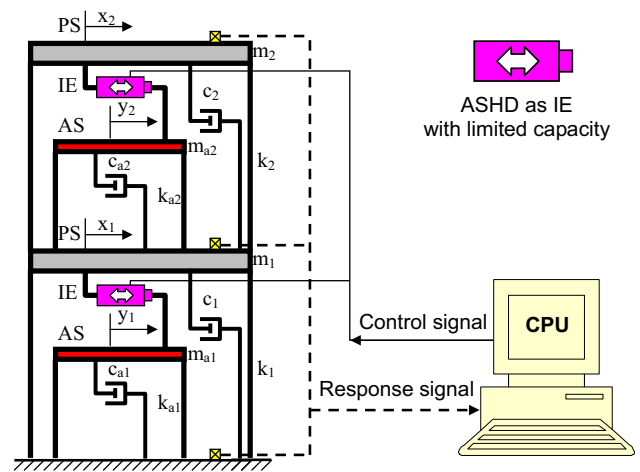 PS x₂
m₂
IE
c₂
y₂
AS
mₐ₂
cₐ₂
k₂
kₐ₂
PS x₁
m₁
IE
c₁
y₁
AS
mₐ₁
cₐ₁
k₁
kₐ₁
ASHD as IE
with limited capacity
CPU
Control signal
Response signal